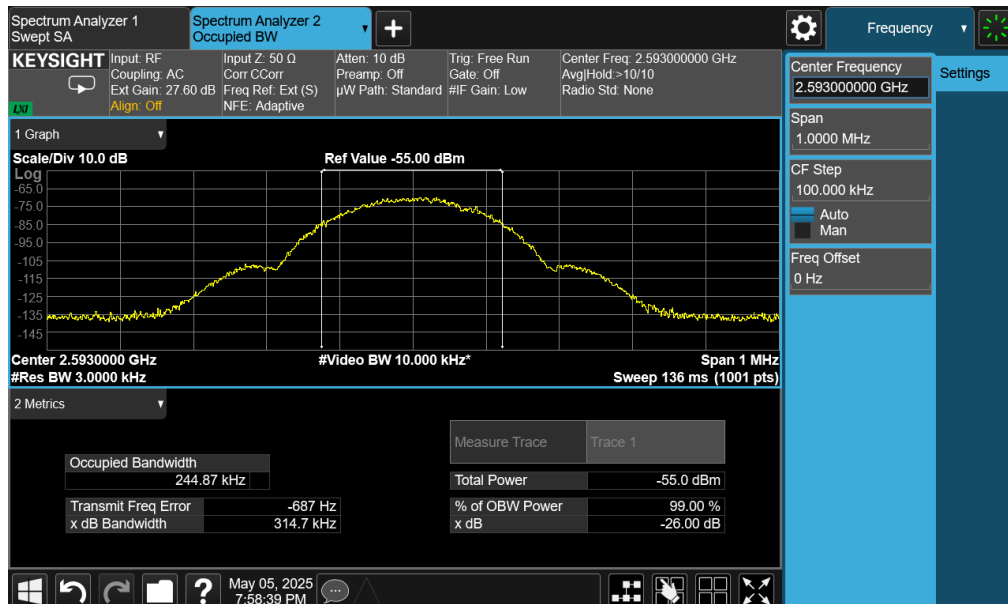 Spectrum Analyzer 1
Swept SA
Spectrum Analyzer 2
Occupied BW
Frequency
KEYSIGHT
LXI
Input: RF
Coupling: AC
Ext Gain: 27.60 dB
Align: Off
Input Z: 50 Ω
Corr CCorr
Freq Ref: Ext (S)
NFE: Adaptive
Atten: 10 dB
Preamp: Off
µW Path: Standard
Trig: Free Run
Gate: Off
#IF Gain: Low
Center Freq: 2.593000000 GHz
Avg|Hold:>10/10
Radio Std: None
1 Graph
Scale/Div 10.0 dB
Ref Value -55.00 dBm
Log
-65.0
-75.0
-85.0
-95.0
-105
-115
-125
-135
-145
Center 2.5930000 GHz
#Video BW 10.000 kHz*
Span 1 MHz
#Res BW 3.0000 kHz
Sweep 136 ms (1001 pts)
2 Metrics
Measure Trace
Trace 1
Occupied Bandwidth
244.87 kHz
Total Power
-55.0 dBm
Transmit Freq Error
-687 Hz
% of OBW Power
99.00 %
x dB Bandwidth
314.7 kHz
x dB
-26.00 dB
May 05, 2025
7:58:39 PM
Center Frequency
2.593000000 GHz
Span
1.0000 MHz
CF Step
100.000 kHz
Auto
Man
Freq Offset
0 Hz
Settings